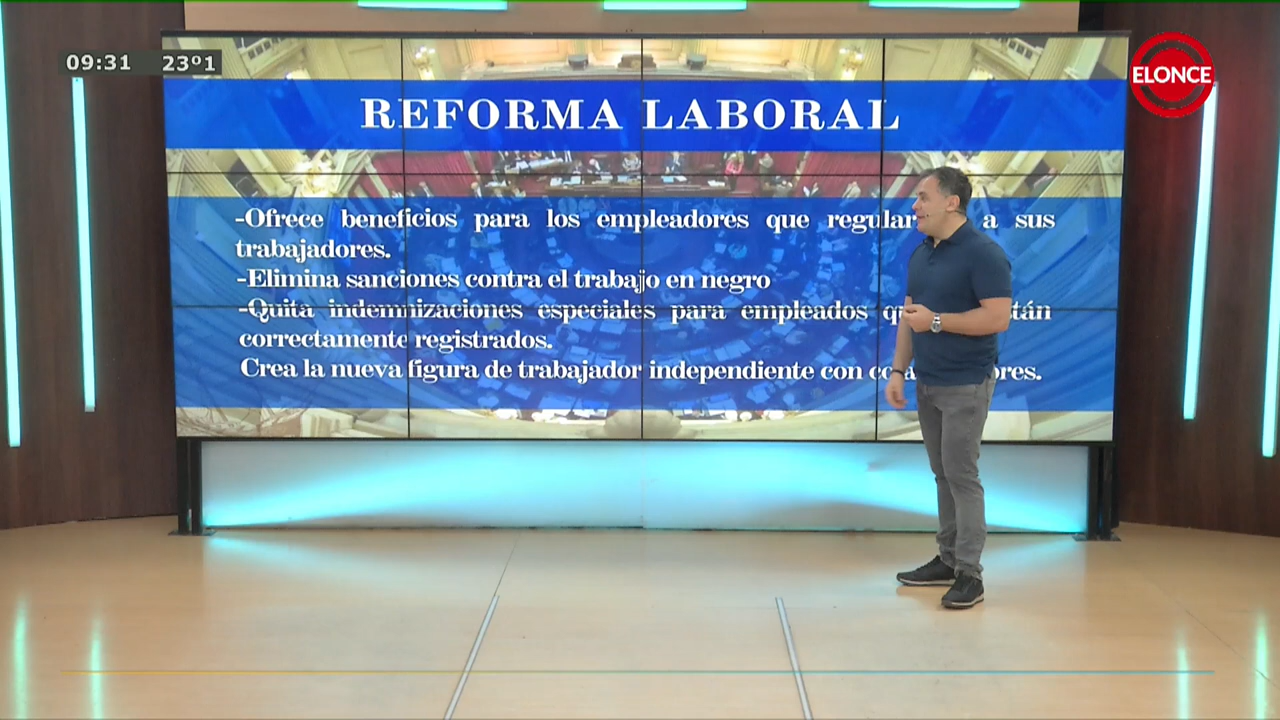 09:31 23º1
ELONCE
REFORMA LABORAL
-Ofrece beneficios para los empleadores que a sus
trabajadores.
-Elimina sanciones contra el trabajo en negro
-Quita indemnizaciones especiales para empleados
correctamente registrados.
Crea la nueva figura de trabajador independiente con